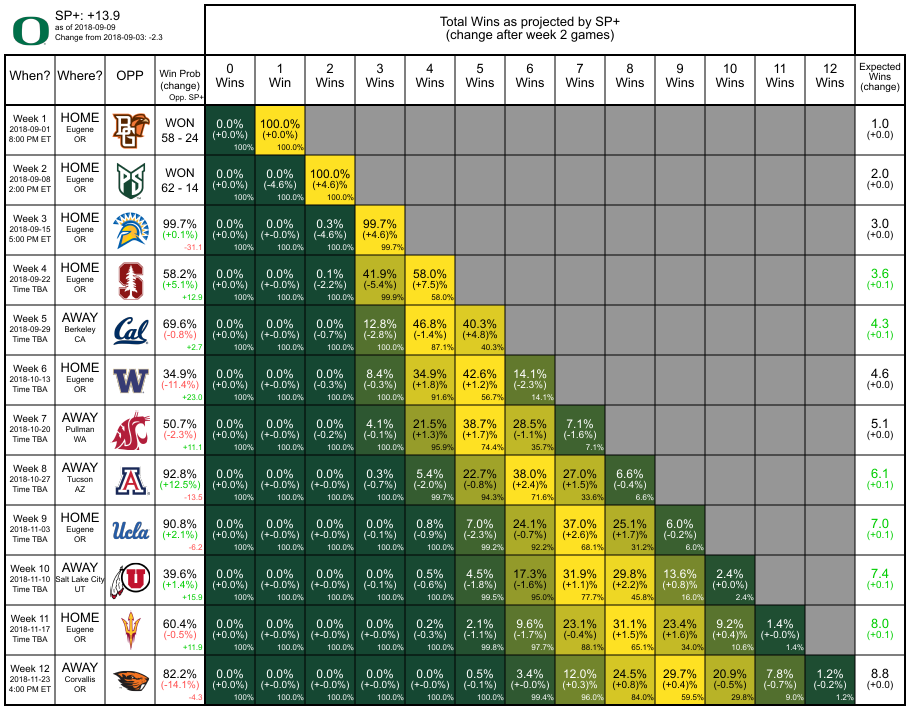 SP+: +13.9
as of 2018-09-09
Change from 2018-09-03: -2.3
Total Wins as projected by SP+
(change after week 2 games)
When? Where? OPP Win Prob (change) Opp. SP+ 0 Wins 1 Win 2 Wins 3 Wins 4 Wins 5 Wins 6 Wins 7 Wins 8 Wins 9 Wins 10 Wins 11 Wins 12 Wins Expected Wins (change)
Week 1 HOME WON 0.0% 100.0% 1.0
2018-09-01 Eugene BG 58 - 24 (+0.0%) (+0.0%) (+0.0)
8:00 PM ET OR 100% 100.0%
Week 2 HOME WON 0.0% 0.0% 100.0% 2.0
2018-09-08 Eugene PS 62 - 14 (+0.0%) (-4.6%) (+4.6)% (+0.0)
2:00 PM ET OR 100% 100.0% 100.0%
Week 3 HOME 99.7% 0.0% 0.0% 0.3% 99.7% 3.0
2018-09-15 Eugene (+0.1%) (+0.0%) (+-0.0%) (-4.6%) (+4.6)% (+0.0)
5:00 PM ET OR -31.1 100% 100.0% 100.0% 99.7%
Week 4 HOME 58.2% 0.0% 0.0% 0.1% 41.9% 58.0% 3.6
2018-09-22 Eugene S (+5.1%) (+0.0%) (+-0.0%) (-2.2%) (-5.4%) (+7.5)% (+0.1)
Time TBA OR +12.9 100% 100.0% 100.0% 99.9% 58.0%
Week 5 AWAY 69.6% 0.0% 0.0% 0.0% 12.8% 46.8% 40.3% 4.3
2018-09-29 Berkeley Cal (-0.8%) (+0.0%) (+-0.0%) (-0.7%) (-2.8%) (-1.4%) (+4.8)% (+0.1)
Time TBA CA +2.7 100% 100.0% 100.0% 100.0% 87.1% 40.3%
Week 6 HOME 34.9% 0.0% 0.0% 0.0% 8.4% 34.9% 42.6% 14.1% 4.6
2018-10-13 Eugene W (-11.4%) (+0.0%) (+-0.0%) (-0.3%) (-0.3%) (+1.8)% (+1.2)% (-2.3%) (+0.0)
Time TBA OR +23.0 100% 100.0% 100.0% 100.0% 91.6% 56.7% 14.1%
Week 7 AWAY 50.7% 0.0% 0.0% 0.0% 4.1% 21.5% 38.7% 28.5% 7.1% 5.1
2018-10-20 Pullman (-2.3%) (+0.0%) (+-0.0%) (-0.2%) (-0.1%) (+1.3)% (+1.7)% (-1.1%) (-1.6%) (+0.0)
Time TBA WA +11.1 100% 100.0% 100.0% 100.0% 95.9% 74.4% 35.7% 7.1%
Week 8 AWAY 92.8% 0.0% 0.0% 0.0% 0.3% 5.4% 22.7% 38.0% 27.0% 6.6% 6.1
2018-10-27 Tucson A (+12.5%) (+0.0%) (+-0.0%) (+-0.0%) (-0.7%) (-2.0%) (-0.8%) (+2.4)% (+1.5)% (-0.4%) (+0.1)
Time TBA AZ -13.5 100% 100.0% 100.0% 100.0% 99.7% 94.3% 71.6% 33.6% 6.6%
Week 9 HOME 90.8% 0.0% 0.0% 0.0% 0.0% 0.8% 7.0% 24.1% 37.0% 25.1% 6.0% 7.0
2018-11-03 Eugene Ucla (+2.1%) (+0.0%) (+-0.0%) (+-0.0%) (-0.1%) (-0.9%) (-2.3%) (-0.7%) (+2.6)% (+1.7)% (-0.2%) (+0.1)
Time TBA OR -6.2 100% 100.0% 100.0% 100.0% 100.0% 99.2% 92.2% 68.1% 31.2% 6.0%
Week 10 AWAY 39.6% 0.0% 0.0% 0.0% 0.0% 0.5% 4.5% 17.3% 31.9% 29.8% 13.6% 2.4% 7.4
2018-11-10 Salt Lake City U (+1.4%) (+0.0%) (+-0.0%) (+-0.0%) (-0.1%) (-0.6%) (-1.8%) (-1.6%) (+1.1)% (+2.2)% (+0.8)% (+0.0) (+0.1)
Time TBA UT +15.9 100% 100.0% 100.0% 100.0% 100.0% 99.5% 95.0% 77.7% 45.8% 16.0% 2.4%
Week 11 HOME 60.4% 0.0% 0.0% 0.0% 0.0% 0.2% 2.1% 9.6% 23.1% 31.1% 23.4% 9.2% 1.4% 8.0
2018-11-17 Eugene (-0.5%) (+0.0%) (+-0.0%) (+-0.0%) (+-0.0%) (-0.3%) (-1.1%) (-1.7%) (-0.4%) (+1.5)% (+1.6)% (+0.4)% (+-0.0%) (+0.1)
Time TBA OR +11.9 100% 100.0% 100.0% 100.0% 100.0% 99.8% 97.7% 88.1% 65.1% 34.0% 10.6% 1.4%
Week 12 AWAY 82.2% 0.0% 0.0% 0.0% 0.0% 0.0% 0.5% 3.4% 12.0% 24.5% 29.7% 20.9% 7.8% 1.2% 8.8
2018-11-23 Corvallis (-14.1%) (+0.0%) (+-0.0%) (+-0.0%) (+-0.0%) (+-0.0%) (-0.1%) (+-0.0%) (+0.3)% (+0.8)% (+0.4)% (-0.5%) (-0.7%) (-0.2%) (+0.0)
4:00 PM ET OR -4.3 100% 100.0% 100.0% 100.0% 100.0% 100.0% 99.4% 96.0% 84.0% 59.5% 29.8% 9.0% 1.2%